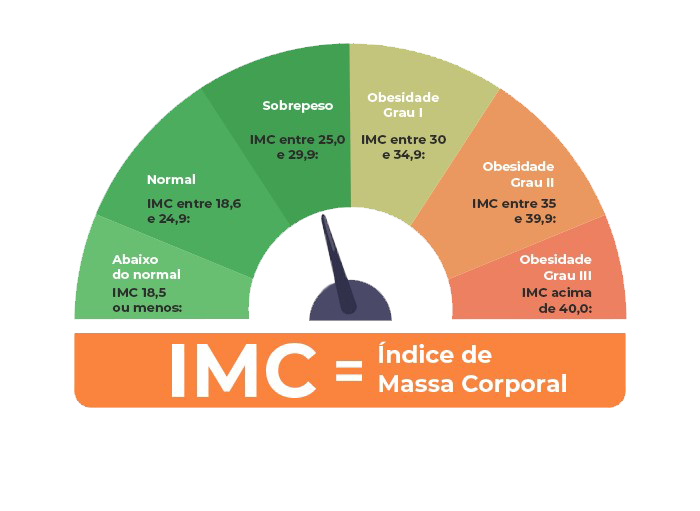 Abaixo
do normal
IMC 18,5
ou menos:
Normal
IMC entre 18,6
e 24,9:
Sobrepeso
IMC entre 25,0
e 29,9:
Obesidade
Grau I
IMC entre 30
e 34,9:
Obesidade
Grau II
IMC entre 35
e 39,9:
Obesidade
Grau III
IMC acima
de 40,0:
IMC = Índice de
Massa Corporal